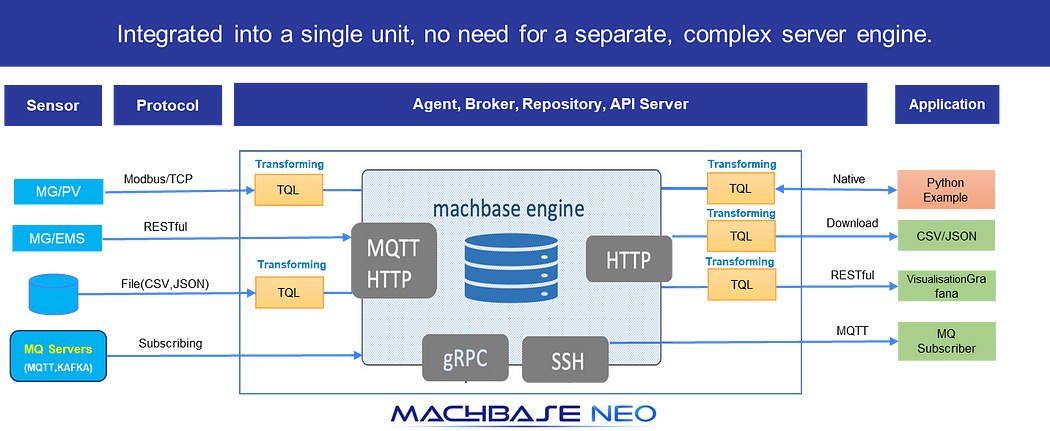 Integrated into a single unit, no need for a separate, complex server engine.
Sensor
Protocol
Agent, Broker, Repository, API Server
Application
MG/PV
Modbus/TCP
Transforming
TQL
machbase engine
Transforming
TQL
Native
Python
Example
MG/EMS
RESTful
MQTT
HTTP
HTTP
Transforming
TQL
Download
CSV/JSON
File(CSV,JSON)
Transforming
TQL
Transforming
TQL
RESTful
VisualisationGra
fana
MQ Servers
(MQTT,KAFKA)
Subscribing
gRPC
SSH
MQTT
MQ
Subscriber
MACHBASE NEO